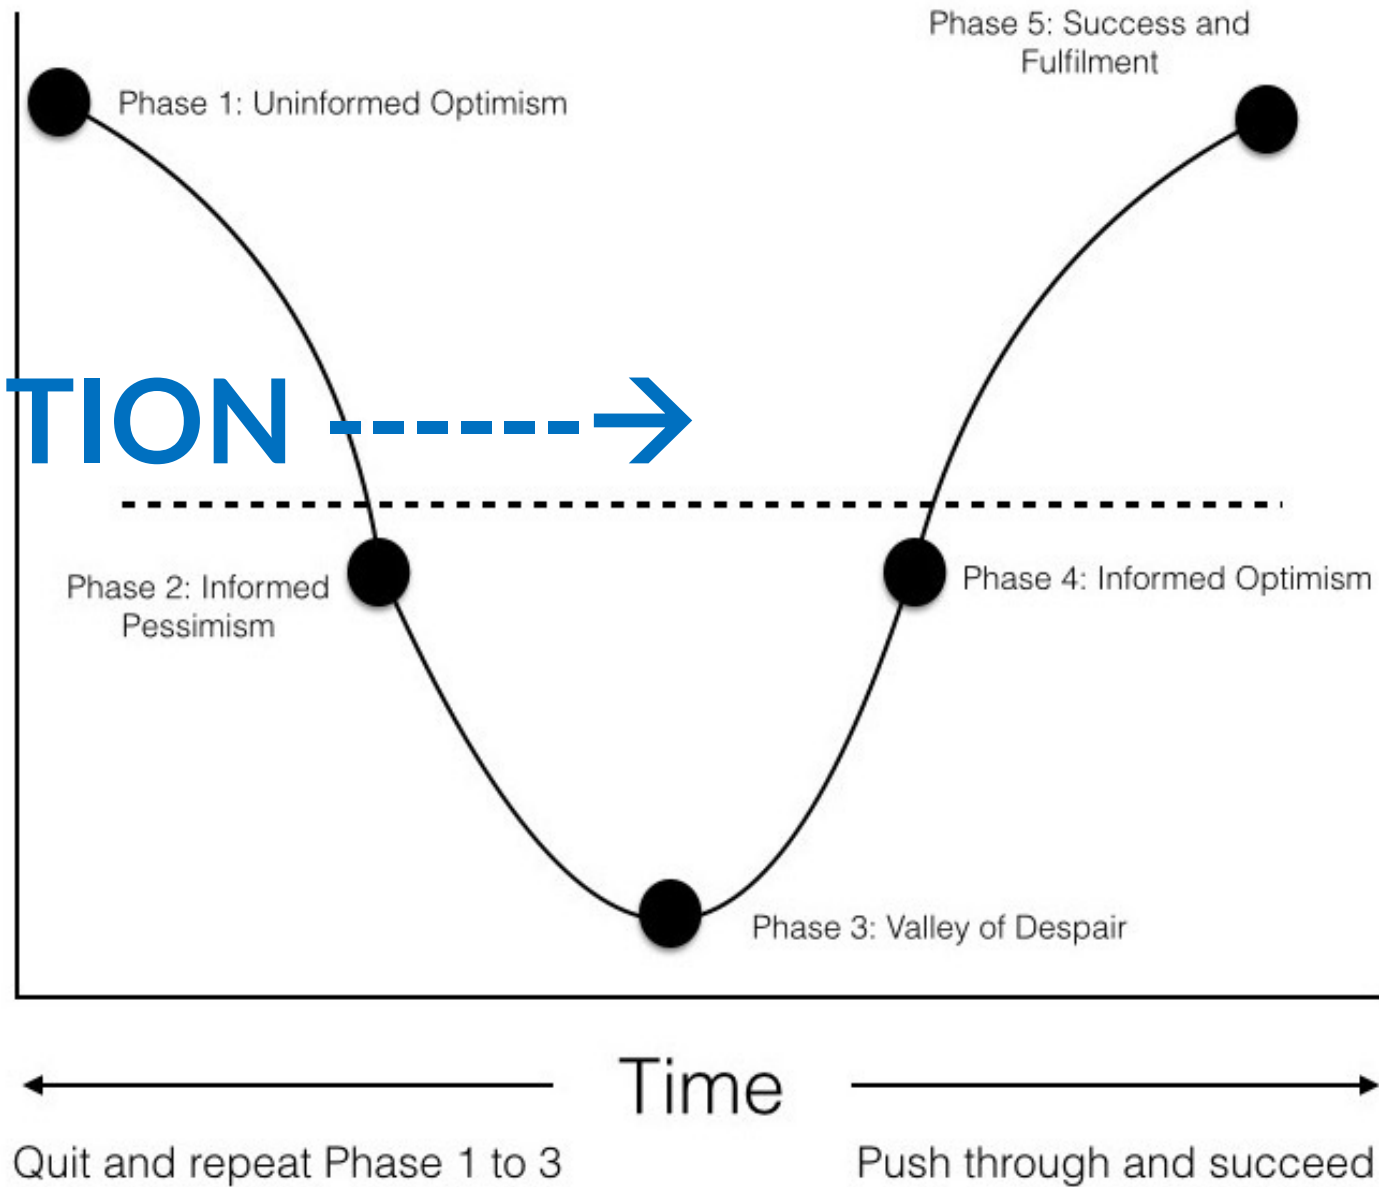 Phase 5: Success and
Fulfilment
Phase 1: Uninformed Optimism
TION
Phase 2: Informed
Pessimism
Phase 4: Informed Optimism
Phase 3: Valley of Despair
Time
Quit and repeat Phase 1 to 3
Push through and succeed